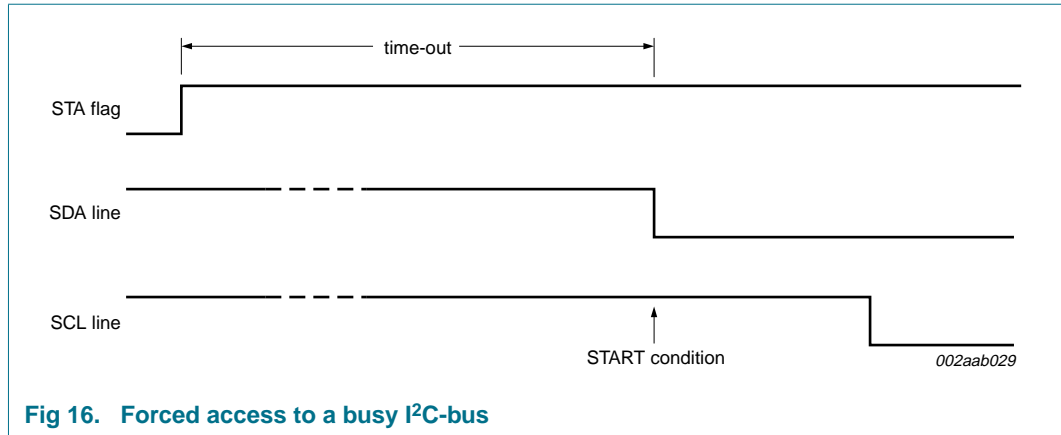 time-out
STA flag
SDA line
SCL line
START condition
002aab029
Fig 16. Forced access to a busy I²C-bus